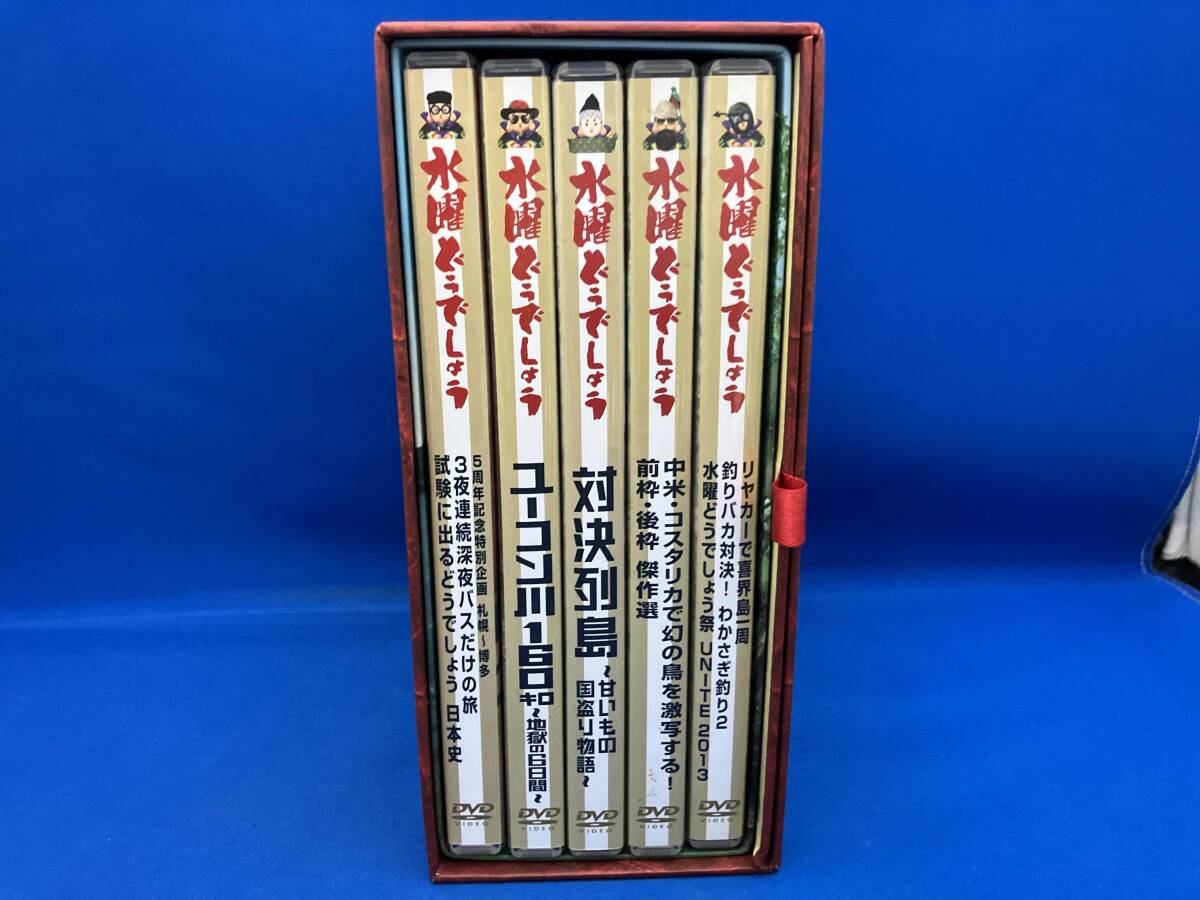 水曜どうでしょう
5周年記念特別企画 札幌～博多
3夜連続深夜バスだけの旅
試験に出るどうでしょう 日本史
DVD
VIDEO
水曜どうでしょう
ユーコン川160キロ
～地獄の6日間～
DVD
VIDEO
水曜どうでしょう
対決列島
～甘いもの
国盗り物語～
DVD
VIDEO
水曜どうでしょう
中米・コスタリカで幻の鳥を激写する！
前枠・後枠 傑作選
DVD
VIDEO
水曜どうでしょう
リヤカーで喜界島一周
釣りバカ対決！ わかさぎ釣り2
水曜どうでしょう祭 UNITE 2013
DVD
VIDEO